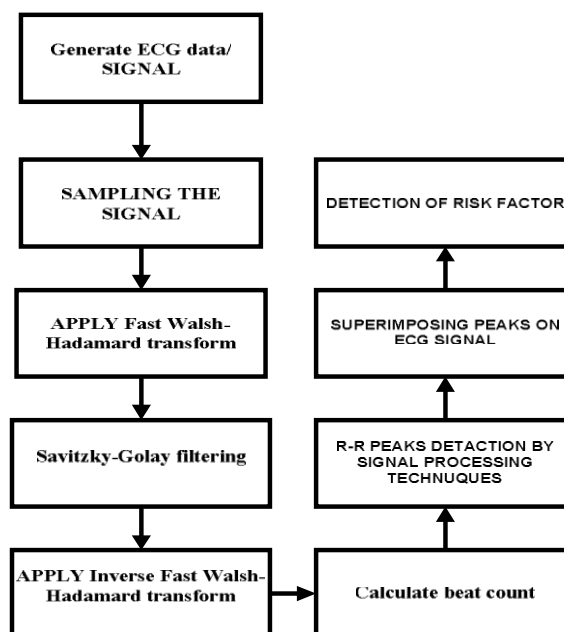 Generate ECG data/
SIGNAL
SAMPLING THE
SIGNAL
APPLY Fast Walsh-
Hadamard transform
Savitzky-Golay filtering
APPLY Inverse Fast Walsh-
Hadamard transform
Calculate beat count
R-R PEAKS DETACTION BY
SIGNAL PROCESSING
TECHNUQUES
SUPERIMPOSING PEAKS ON
ECG SIGNAL
DETECTION OF RISK FACTOR